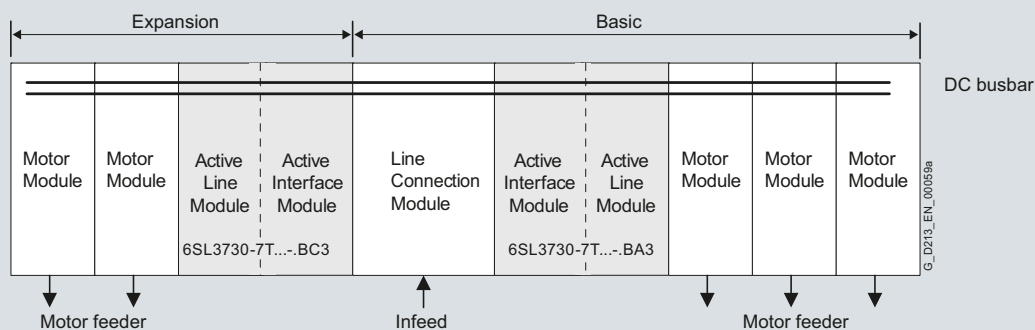 Expansion
Basic
DC busbar
Motor
Module
Motor
Module
Active
Line
Module
Active
Interface
Module
Line
Connection
Module
Active
Interface
Module
Active
Line
Module
Motor
Module
Motor
Module
Motor
Module
6SL3730-7T...-.BC3
6SL3730-7T...-.BA3
G_D213_EN_00059a
Motor feeder
Infeed
Motor feeder